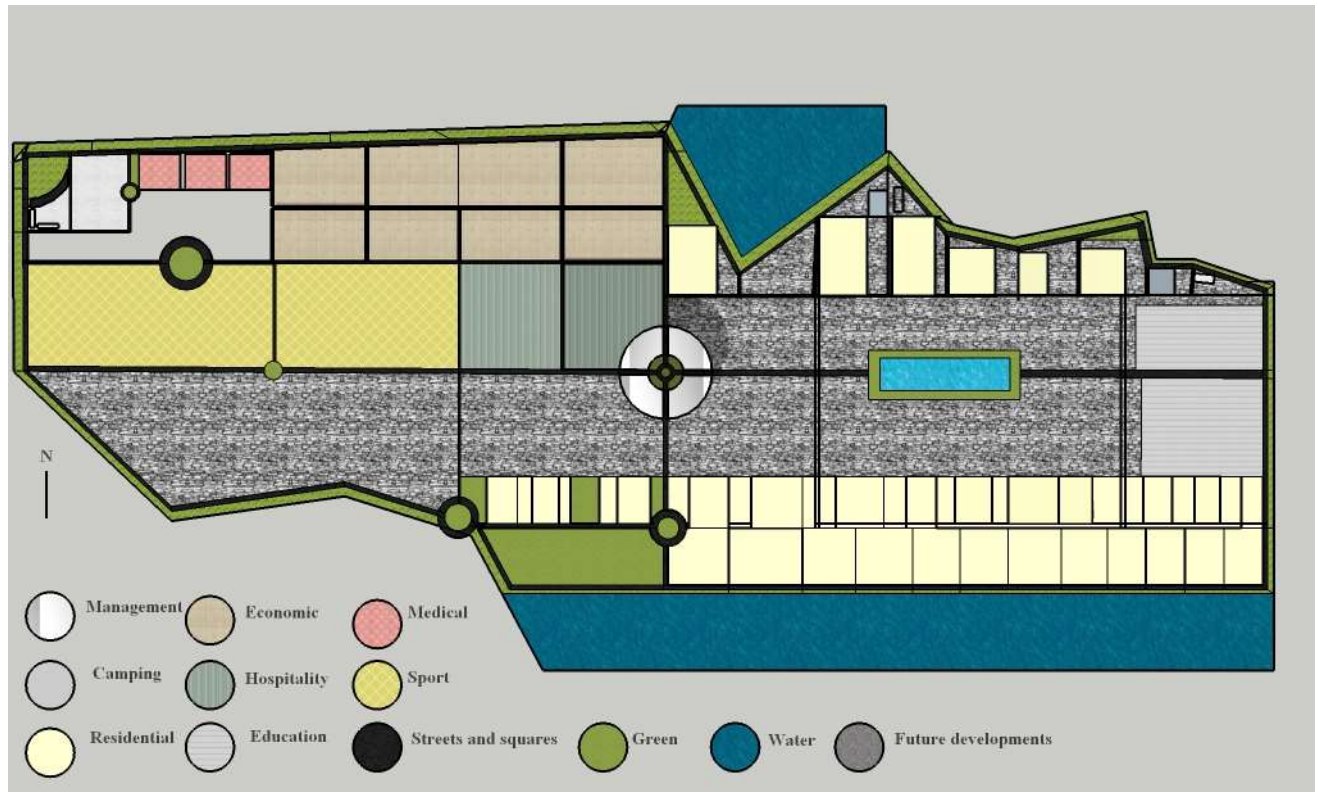 N
Management
Economic
Medical
Camping
Hospitality
Sport
Residential
Education
Streets and squares
Green
Water
Future developments